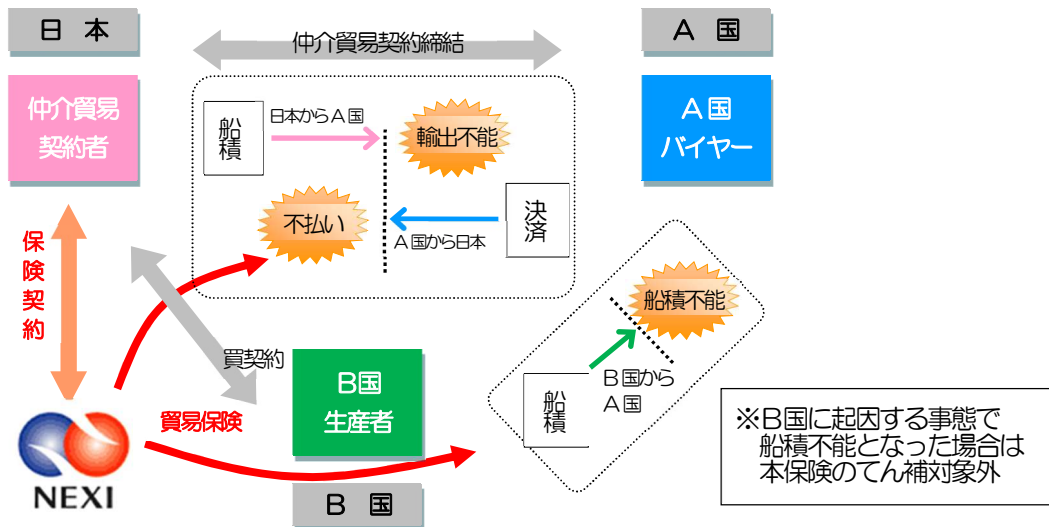 日 本
仲介貿易契約締結
A 国
仲介貿易
契約者
船
積
日本からA国
輸出不能
A国
バイヤー
不払い
決
済
A国から日本
保
険
契
約
船積不能
買契約
B国
生産者
B国から
A国
船
積
貿易保険
NEXI
B 国
※B国に起因する事態で
船積不能となった場合は
本保険のてん補対象外